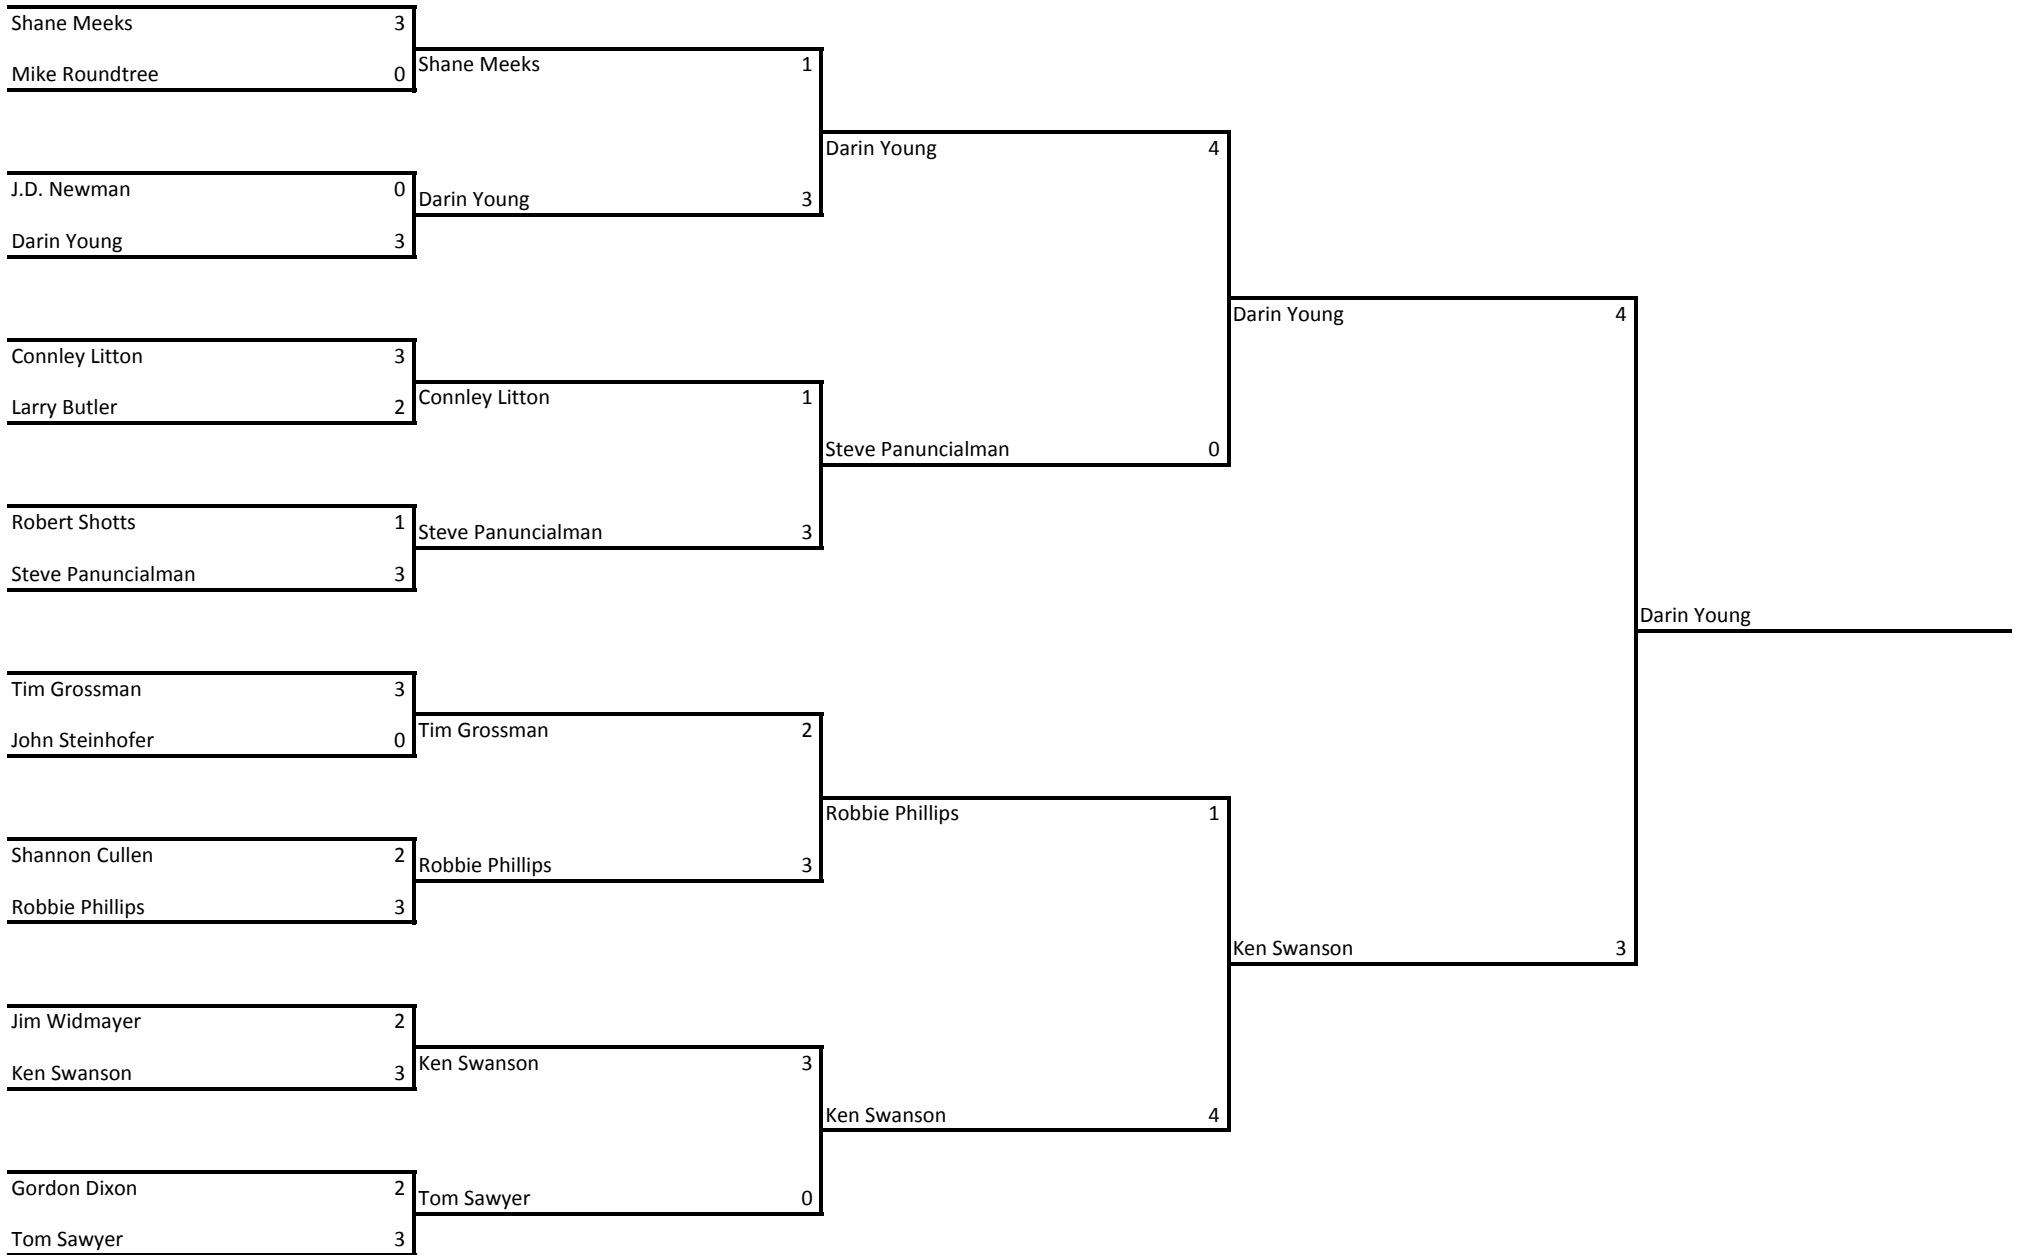 Shane Meeks 3
Mike Roundtree 0
J.D. Newman 0
Darin Young 3
Connley Litton 3
Larry Butler 2
Robert Shotts 1
Steve Panuncialman 3
Tim Grossman 3
John Steinhofer 0
Shannon Cullen 2
Robbie Phillips 3
Jim Widmayer 2
Ken Swanson 3
Gordon Dixon 2
Tom Sawyer 3
Shane Meeks 1
Darin Young 3
Connley Litton 1
Steve Panuncialman 3
Tim Grossman 2
Robbie Phillips 3
Ken Swanson 3
Tom Sawyer 0
Darin Young 4
Steve Panuncialman 0
Robbie Phillips 1
Ken Swanson 4
Darin Young 4
Ken Swanson 3
Darin Young